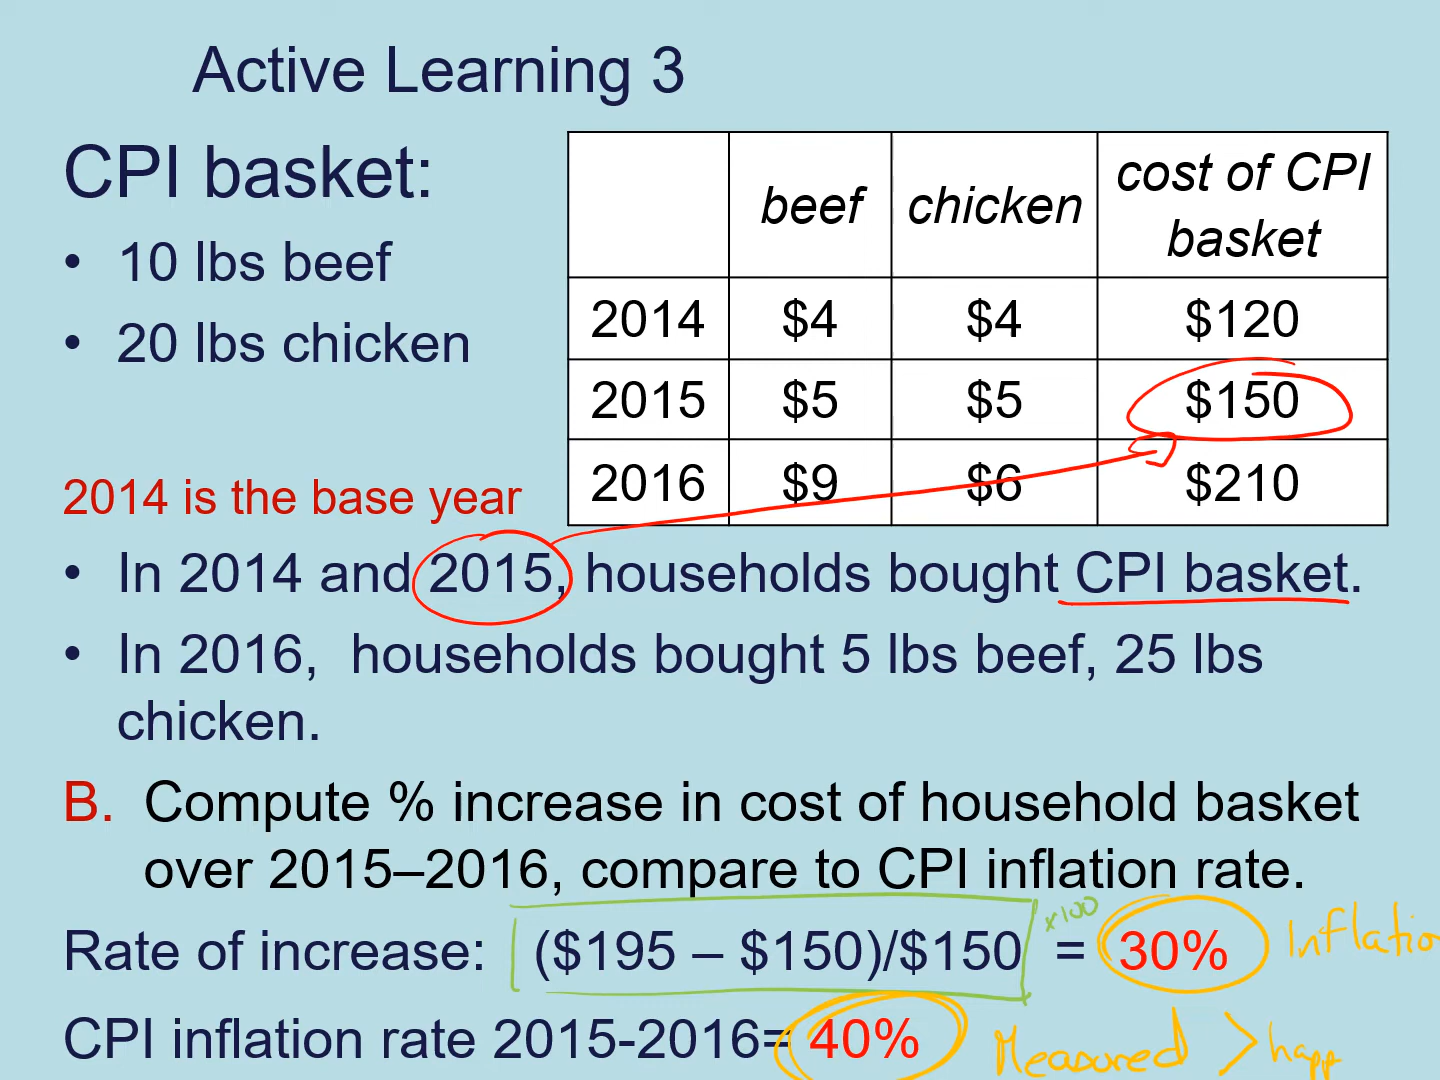 Active Learning 3
CPI basket:
• 10 lbs beef
• 20 lbs chicken
beef chicken cost of CPI basket
2014 $4 $4 $120
2015 $5 $5 $150
2016 $9 $6 $210
2014 is the base year
• In 2014 and 2015, households bought CPI basket.
• In 2016, households bought 5 lbs beef, 25 lbs
chicken.
B. Compute % increase in cost of household basket
over 2015–2016, compare to CPI inflation rate.
Rate of increase: ($195 – $150)/$150 x100 = 30% Inflatio
CPI inflation rate 2015-2016= 40% Measured > happ